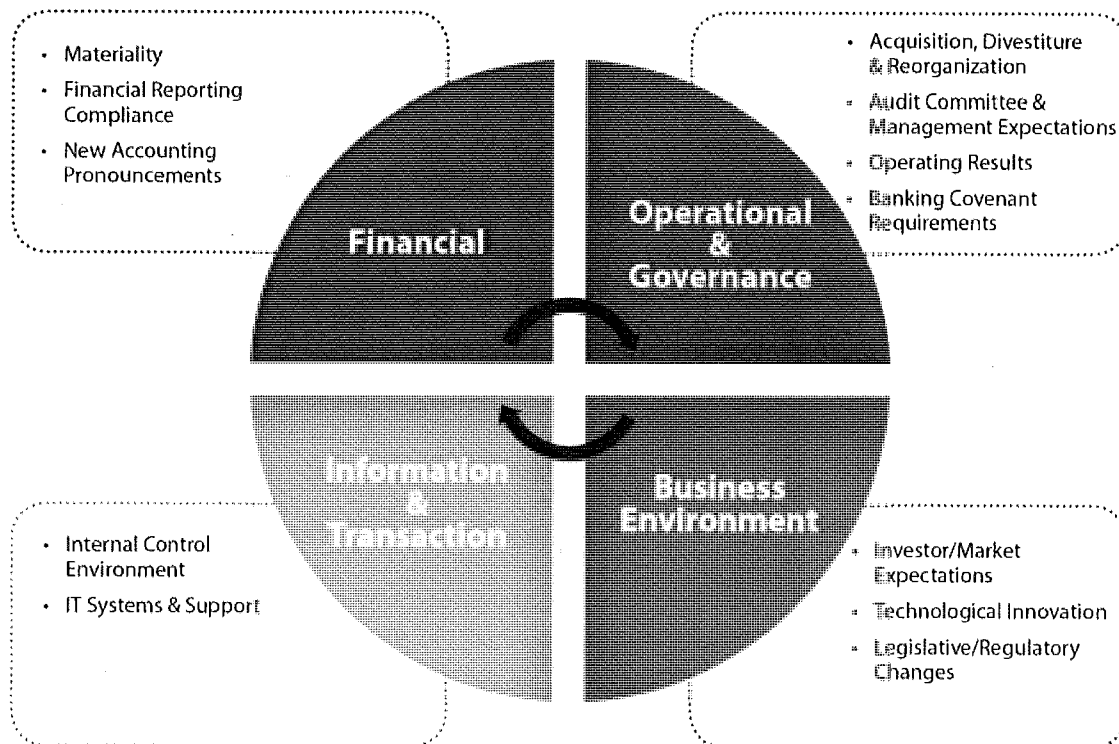 • Materiality
• Financial Reporting
Compliance
• New Accounting
Pronouncements
• Acquisition, Divestiture
& Reorganization
• Audit Committee &
Management Expectations
• Operating Results
• Banking Covenant
Requirements
Financial
Operational
&
Governance
Information
&
Transaction
Business
Environment
• Internal Control
Environment
• IT Systems & Support
• Investor/Market
Expectations
• Technological Innovation
• Legislative/Regulatory
Changes